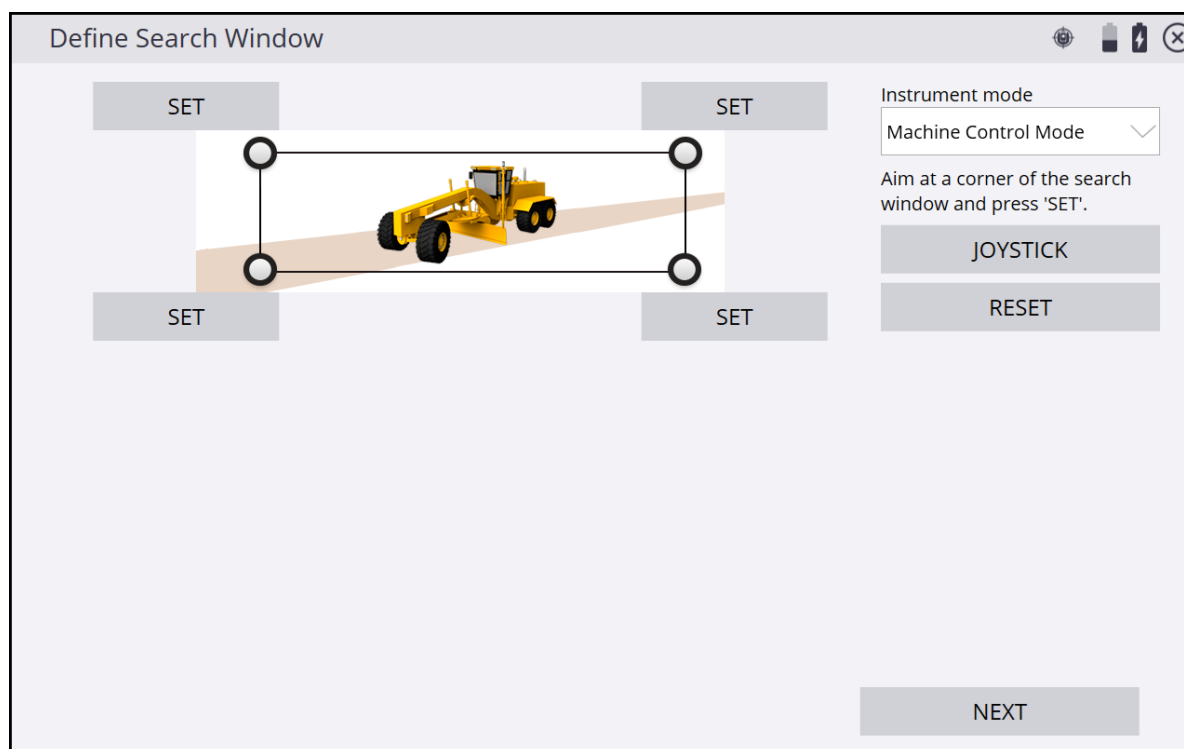 Define Search Window
SET
SET
SET
SET
Instrument mode
Machine Control Mode
Aim at a corner of the search
window and press 'SET'.
JOYSTICK
RESET
NEXT